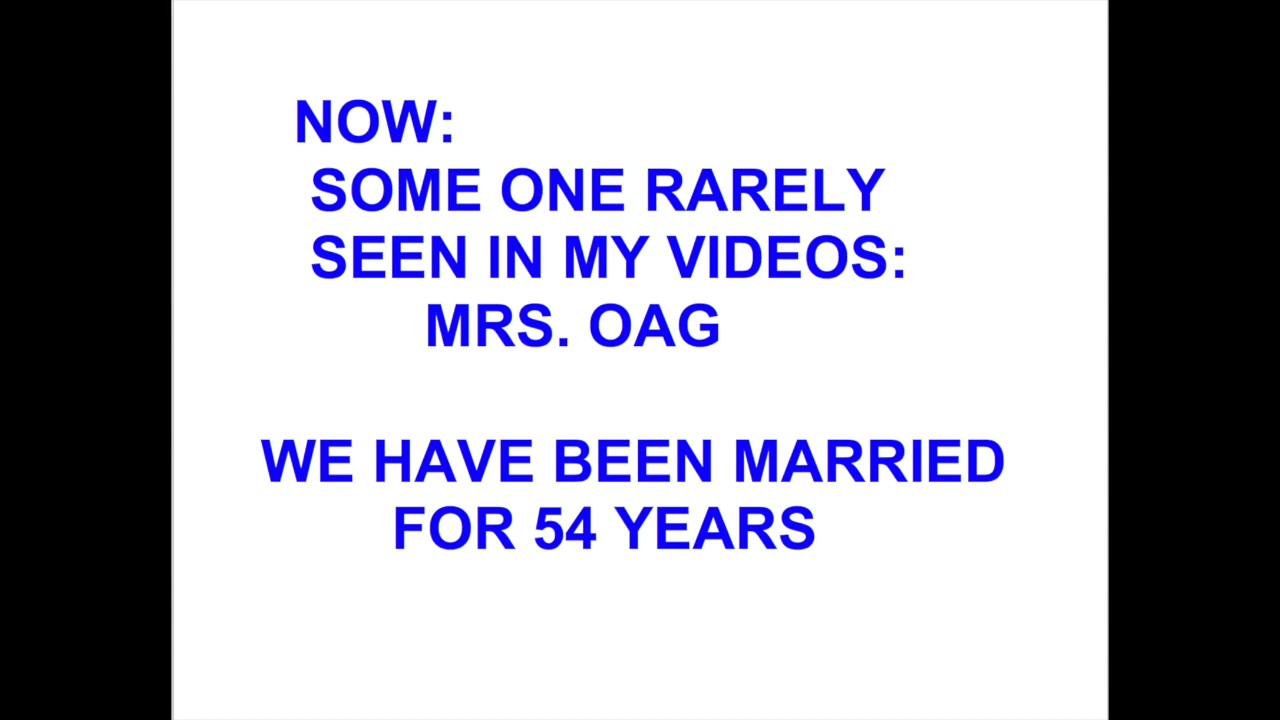 NOW:
SOME ONE RARELY
SEEN IN MY VIDEOS:
MRS. OAG
WE HAVE BEEN MARRIED
FOR 54 YEARS